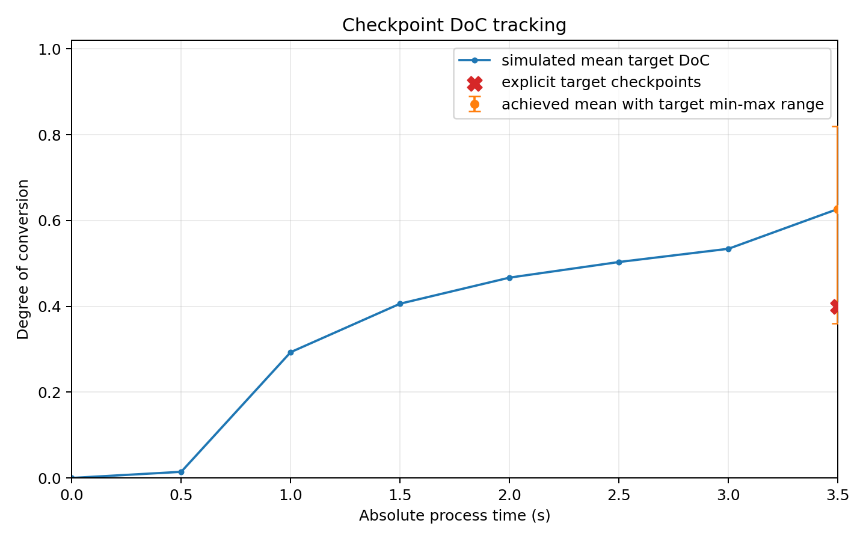 Checkpoint DoC tracking
simulated mean target DoC
explicit target checkpoints
achieved mean with target min-max range
Degree of conversion
1.0
0.8
0.6
0.4
0.2
0.0
0.0 0.5 1.0 1.5 2.0 2.5 3.0 3.5
Absolute process time (s)